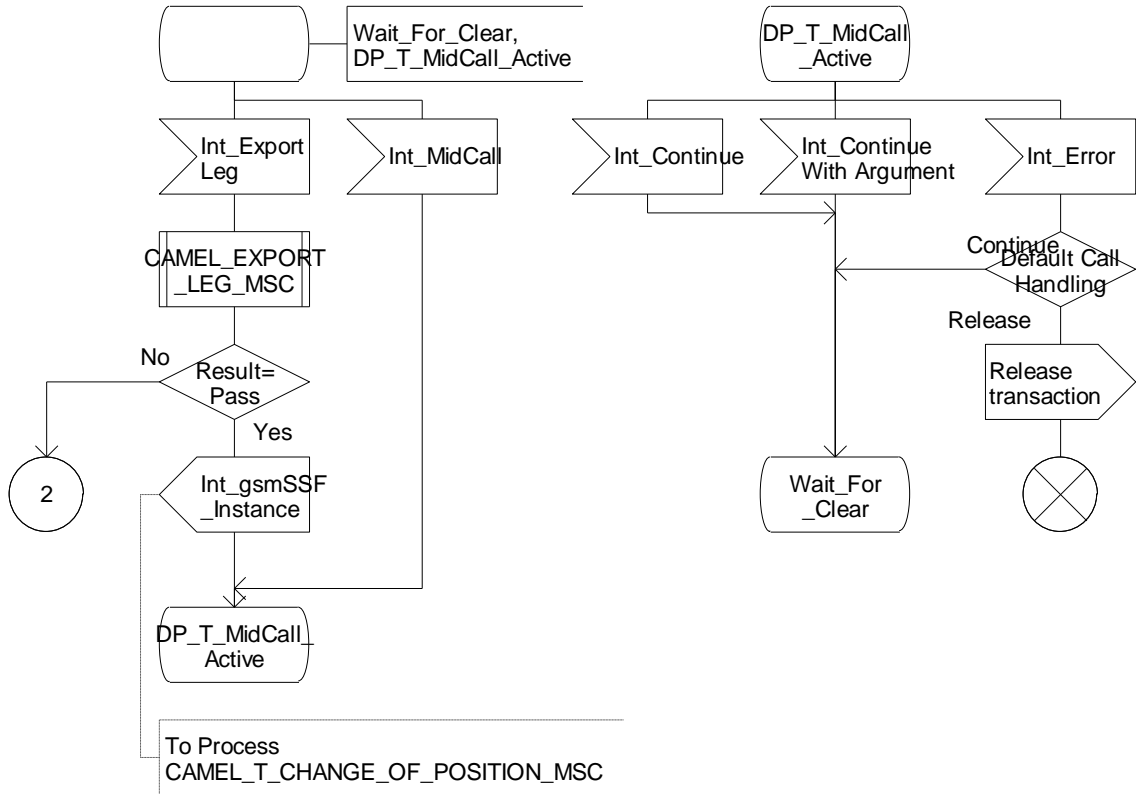 Wait_For_Clear,
DP_T_MidCall_Active
Int_Export
Leg
Int_MidCall
CAMEL_EXPORT
_LEG_MSC
No
Result=
Pass
Yes
2
Int_gsmSSF
_Instance
DP_T_MidCall_
Active
To Process
CAMEL_T_CHANGE_OF_POSITION_MSC
DP_T_MidCall
_Active
Int_Continue
Int_Continue
With Argument
Int_Error
Continue
Default Call
Handling
Release
Release
transaction
Wait_For
_Clear